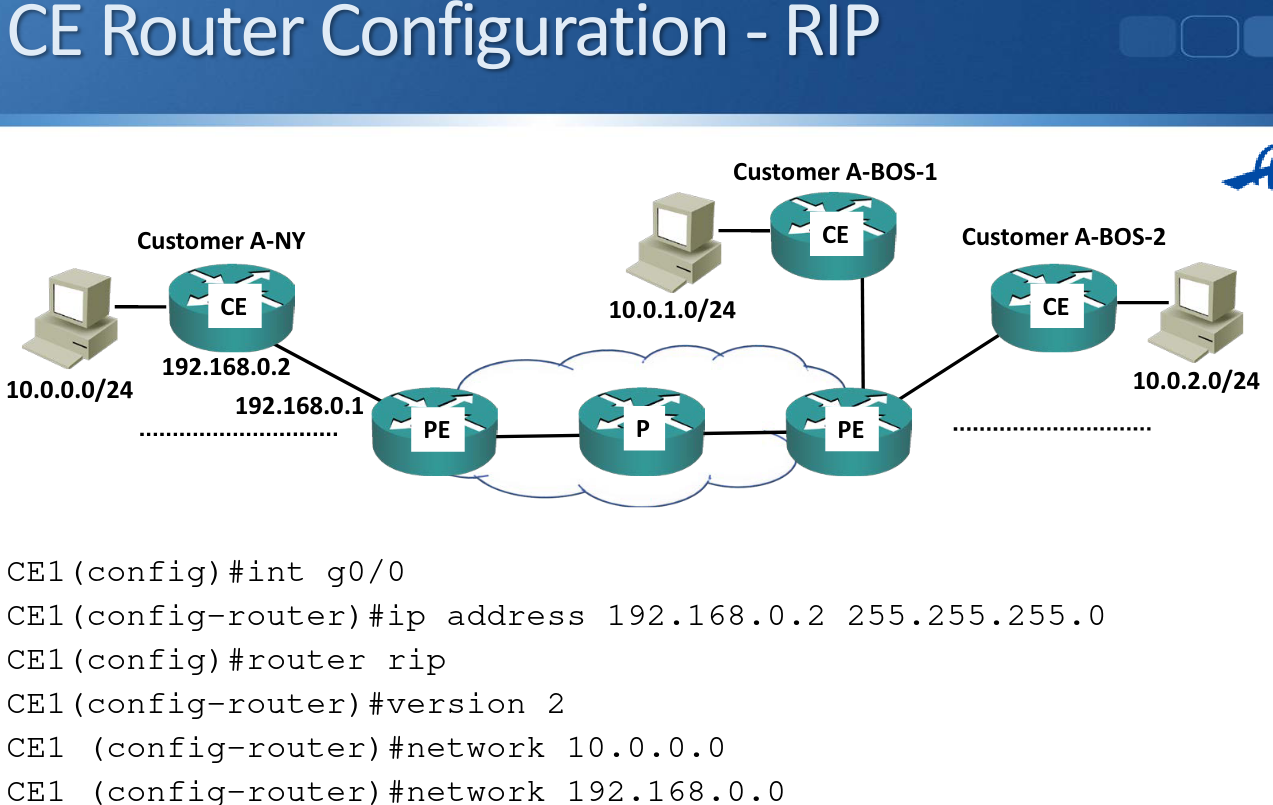 CE Router Configuration - RIP
Customer A-BOS-1
Customer A-NY
CE
Customer A-BOS-2
CE
CE
10.0.1.0/24
192.168.0.2
10.0.0.0/24
10.0.2.0/24
192.168.0.1
PE
P
PE
CE1(config)#int g0/0
CE1(config-router)#ip address 192.168.0.2 255.255.255.0
CE1(config)#router rip
CE1(config-router)#version 2
CE1 (config-router)#network 10.0.0.0
CE1 (config-router)#network 192.168.0.0